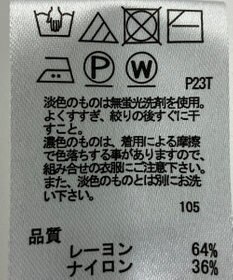 P
W
P23T
淡色のものは無蛍光洗剤を使用。
よくすすぎ、絞りの後すぐに干
すこと。
濃色のものは、着用による摩擦
で色落ちする事がありますので、
組み合せの衣服にご注意下さい。
また、淡色のものとは別にお洗
い下さい。
105
品質
レーヨン 64%
ナイロン 36%